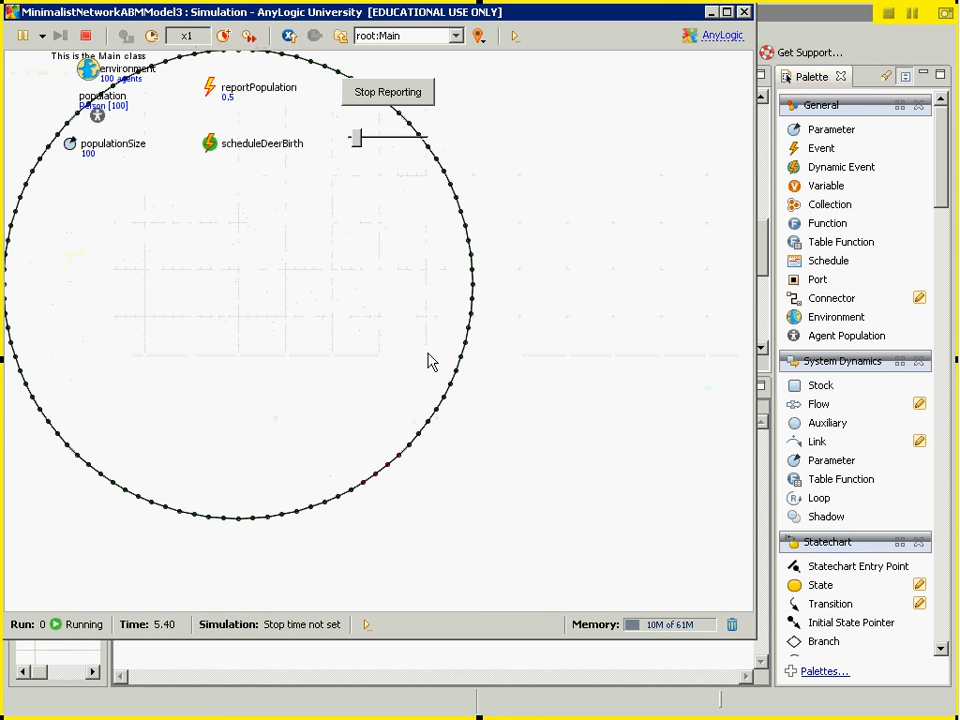 MinimalistNetworkABMModel3 : Simulation - AnyLogic University [EDUCATIONAL USE ONLY]
x1
root:Main
AnyLogic
Get Support...
This is the Main class
environment
100 agents
population
Person [100]
populationSize
100
reportPopulation
0.5
scheduleDeerBirth
Stop Reporting
Run: 0 Running
Time: 5.40
Simulation: Stop time not set
Memory: 10M of 61M
Palette
General
Parameter
Event
Dynamic Event
Variable
Collection
Function
Table Function
Schedule
Port
Connector
Environment
Agent Population
System Dynamics
Stock
Flow
Auxiliary
Link
Parameter
Table Function
Loop
Shadow
Statechart
Statechart Entry Point
State
Transition
Initial State Pointer
Branch
Palettes...